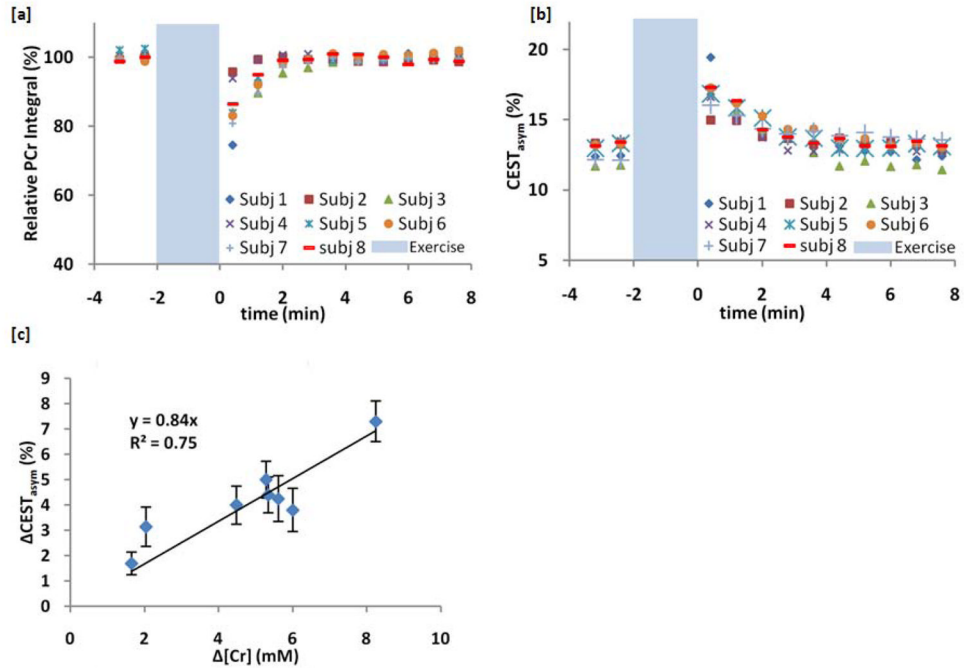 [a]
Relative PCr Integral (%)
120
100
80
60
40
Subj 1 Subj 2 Subj 3
Subj 4 Subj 5 Subj 6
Subj 7 subj 8 Exercise
-4 -2 0 2 4 6 8
time (min)
[b]
CESTasym (%)
20
15
10
5
Subj 1 Subj 2 Subj 3
Subj 4 Subj 5 Subj 6
Subj 7 subj 8 Exercise
-4 -2 0 2 4 6 8
time (min)
[c]
ΔCESTasym (%)
9
8
7
6
5
4
3
2
1
0
y = 0.84x
R² = 0.75
0 2 4 6 8 10
Δ[Cr] (mM)